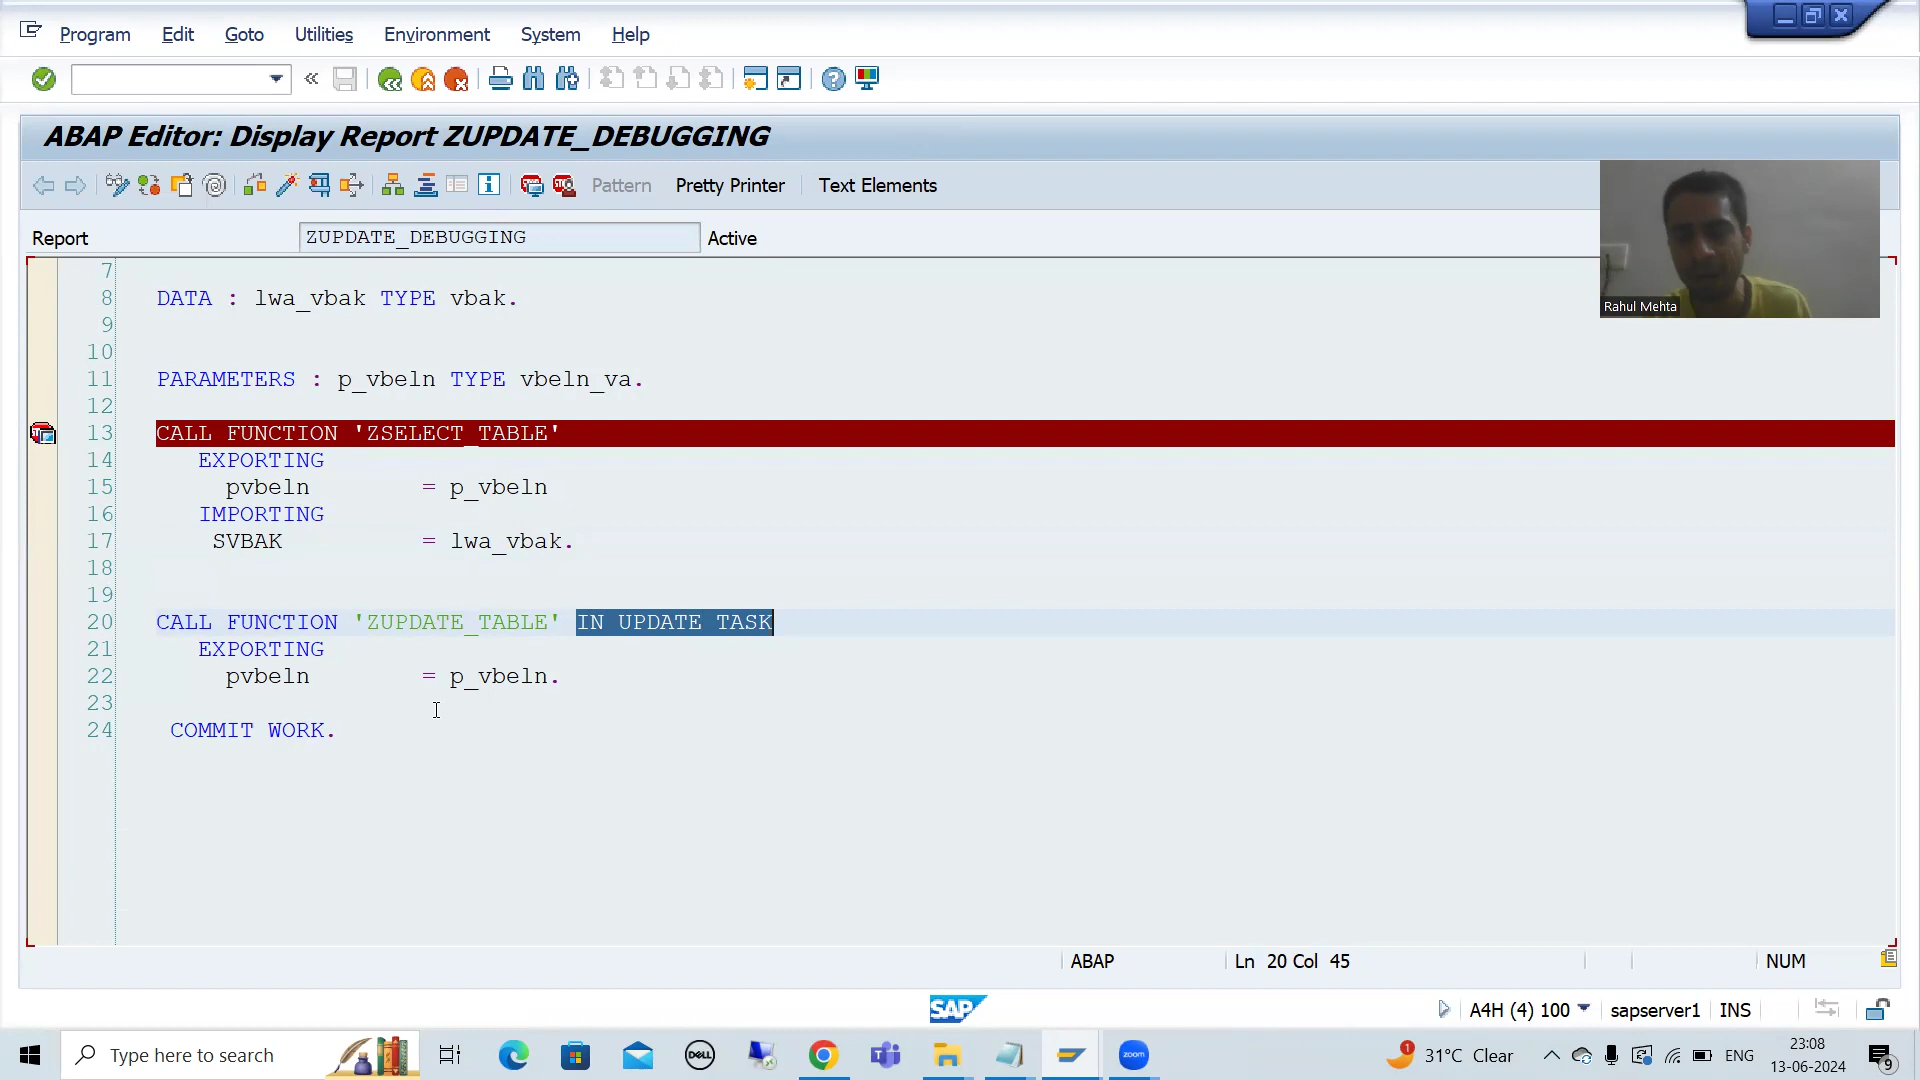 Program Edit Goto Utilities Environment System Help
ABAP Editor: Display Report ZUPDATE_DEBUGGING
Pattern Pretty Printer Text Elements
Report ZUPDATE_DEBUGGING Active
Rahul Mehta
7
8 DATA : lwa_vbak TYPE vbak.
9
10
11 PARAMETERS : p_vbeln TYPE vbeln_va.
12
13 CALL FUNCTION 'ZSELECT_TABLE'
14 EXPORTING
15 pvbeln = p_vbeln
16 IMPORTING
17 SVBAK = lwa_vbak.
18
19
20 CALL FUNCTION 'ZUPDATE_TABLE' IN UPDATE TASK
21 EXPORTING
22 pvbeln = p_vbeln.
23
24 COMMIT WORK.
ABAP Ln 20 Col 45 NUM
SAP A4H (4) 100 sapserver1 INS
Type here to search DELL zoom 1 31°C Clear ENG 23:08 9
13-06-2024